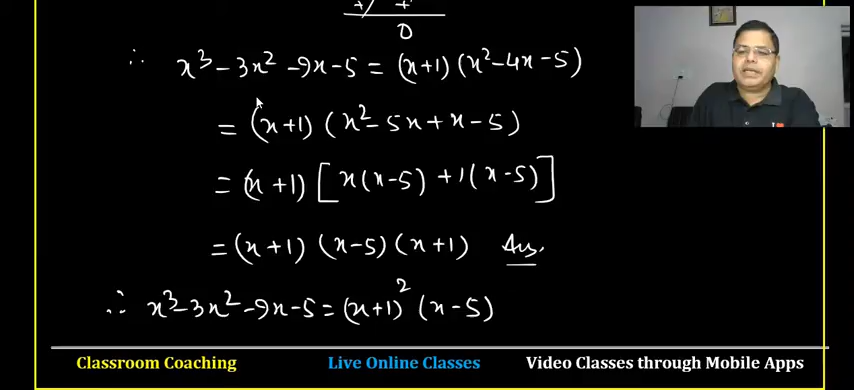 0
∴ x³ - 3x² - 9x - 5 = (x+1) (x² - 4x - 5)
= (x+1) (x² - 5x + x - 5)
= (x+1) [x(x-5) + 1(x-5)]
= (x+1) (x-5) (x+1) Ans.
∴ x³ - 3x² - 9x - 5 = (x+1)² (x-5)
Classroom Coaching Live Online Classes Video Classes through Mobile Apps